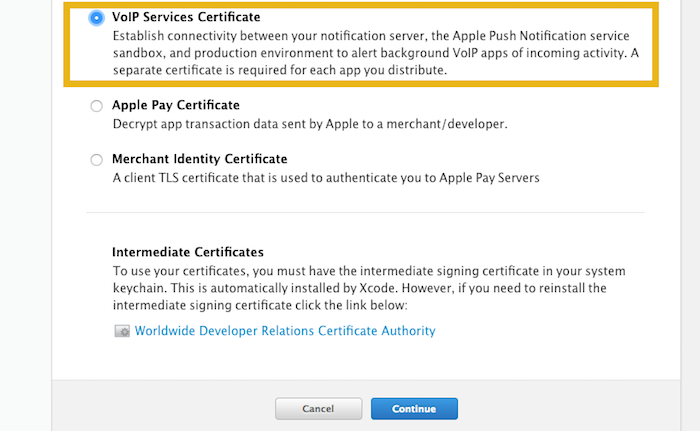 VoIP Services Certificate
Establish connectivity between your notification server, the Apple Push Notification service
sandbox, and production environment to alert background VoIP apps of incoming activity. A
separate certificate is required for each app you distribute.
Apple Pay Certificate
Decrypt app transaction data sent by Apple to a merchant/developer.
Merchant Identity Certificate
A client TLS certificate that is used to authenticate you to Apple Pay Servers
Intermediate Certificates
To use your certificates, you must have the intermediate signing certificate in your system
keychain. This is automatically installed by Xcode. However, if you need to reinstall the
intermediate signing certificate click the link below:
Worldwide Developer Relations Certificate Authority
Cancel
Continue